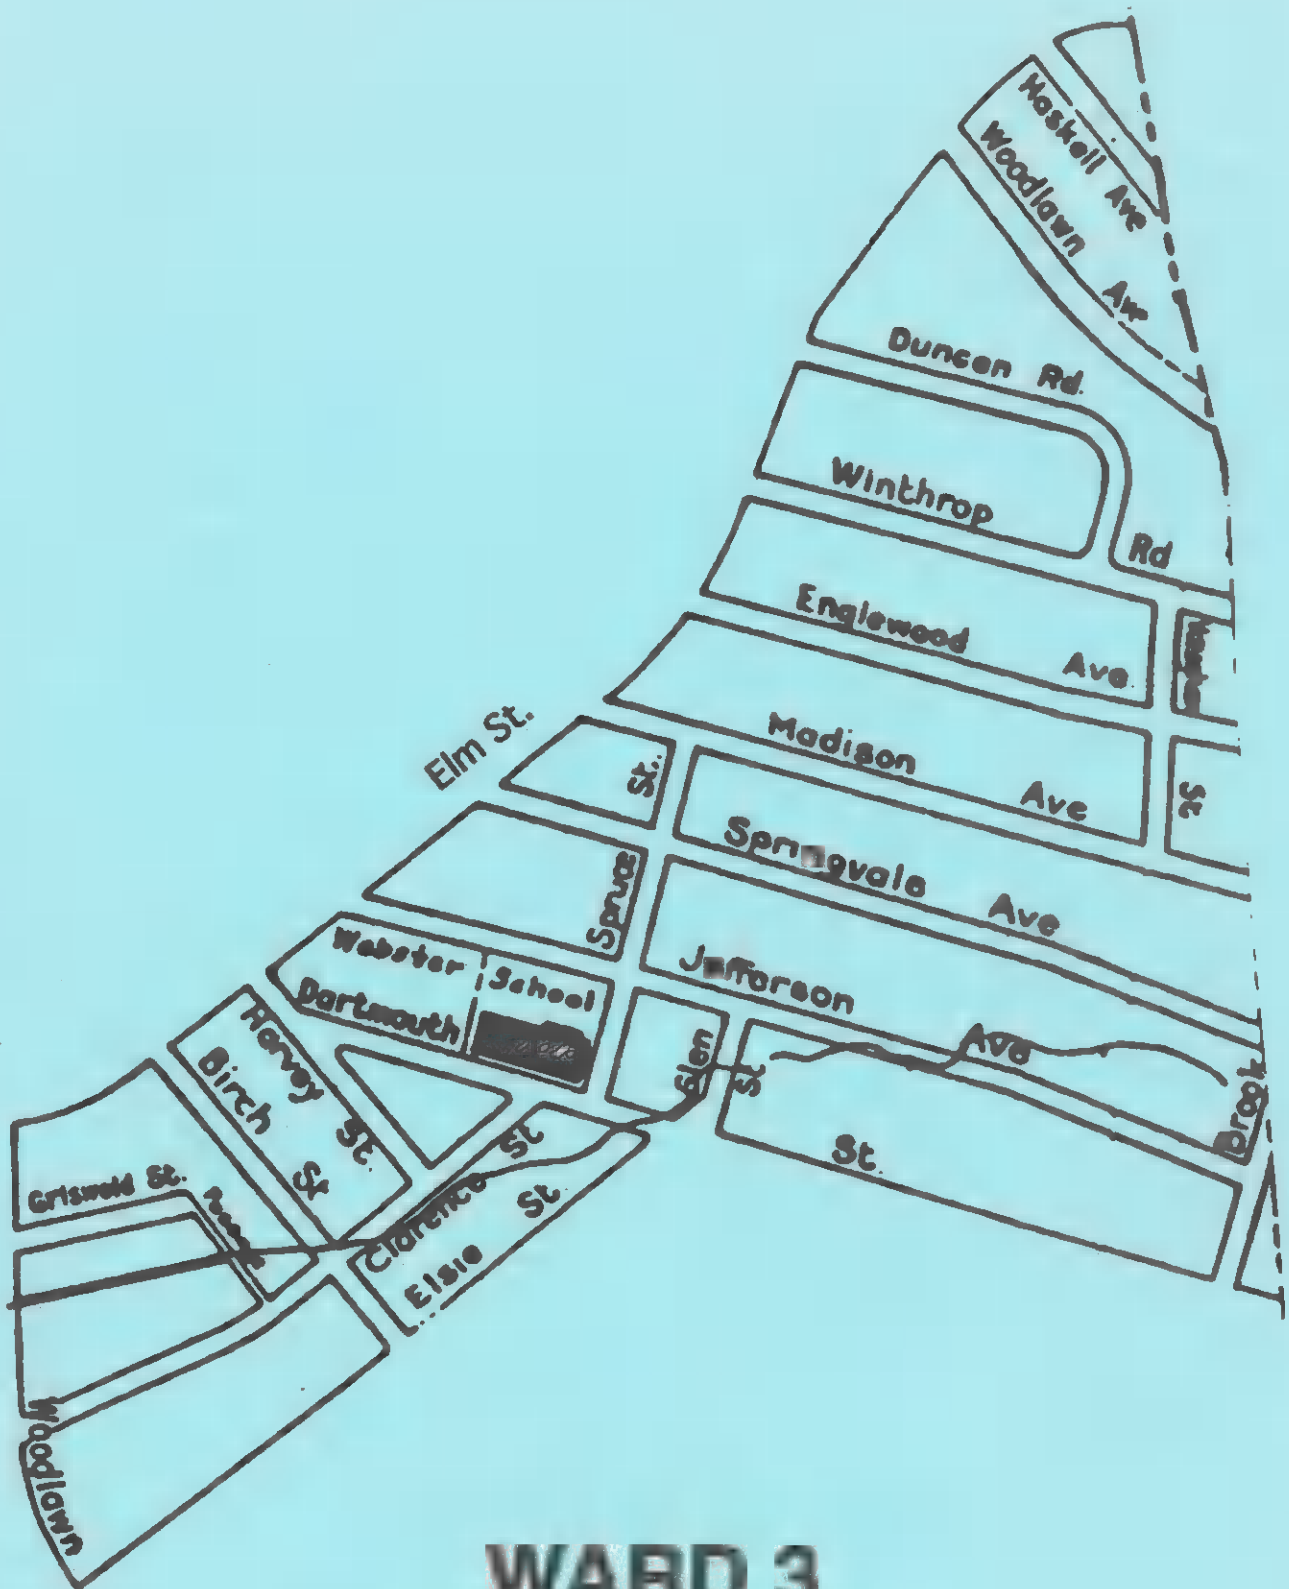 Haskell Ave
Woodlawn Ave
Duncan Rd.
Winthrop Rd
Englewood Ave.
Elm St.
Madison Ave
St.
St
Springvale Ave
Spruce
Webster School
Jefferson Ave
Dartmouth St.
Harvey St
Glen St
Brook
Birch St
Griswold St.
Clarence St
Elsie St
Woodlawn
WARD 3